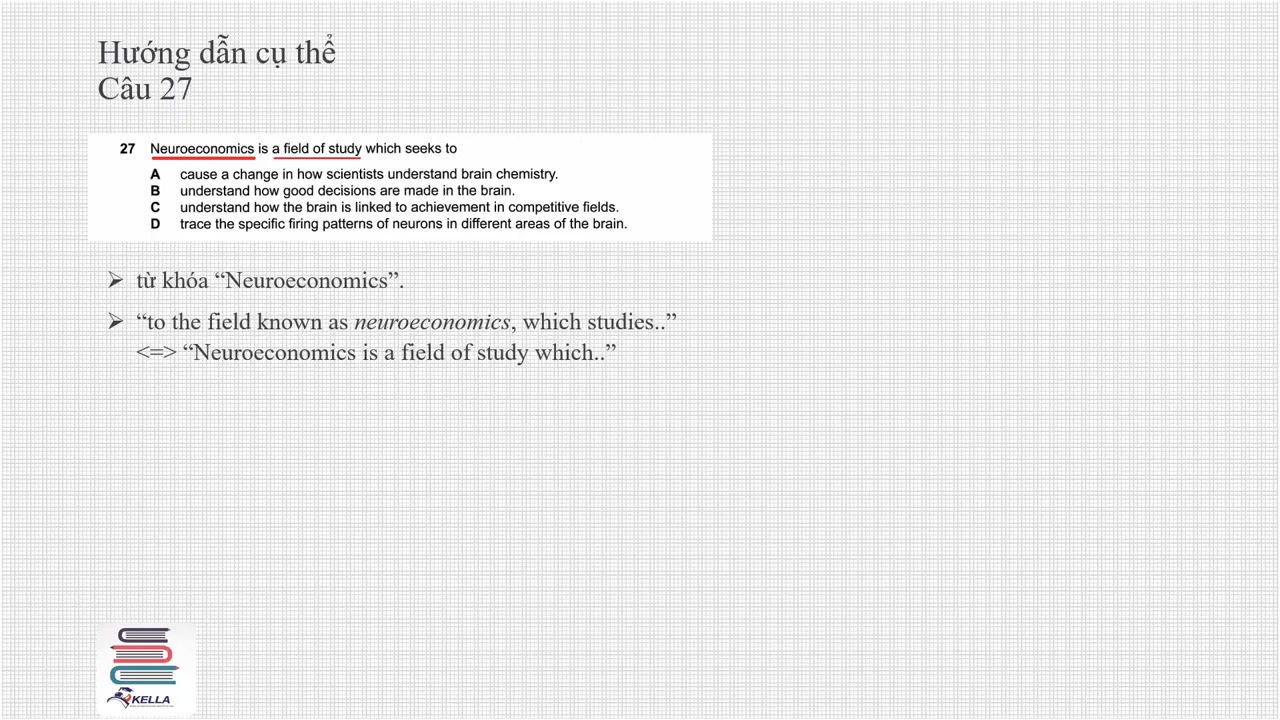 Hướng dẫn cụ thể
Câu 27
27 Neuroeconomics is a field of study which seeks to
A cause a change in how scientists understand brain chemistry.
B understand how good decisions are made in the brain.
C understand how the brain is linked to achievement in competitive fields.
D trace the specific firing patterns of neurons in different areas of the brain.
➢ từ khóa “Neuroeconomics”.
➢ “to the field known as neuroeconomics, which studies..”
<=> “Neuroeconomics is a field of study which..”
KELLA